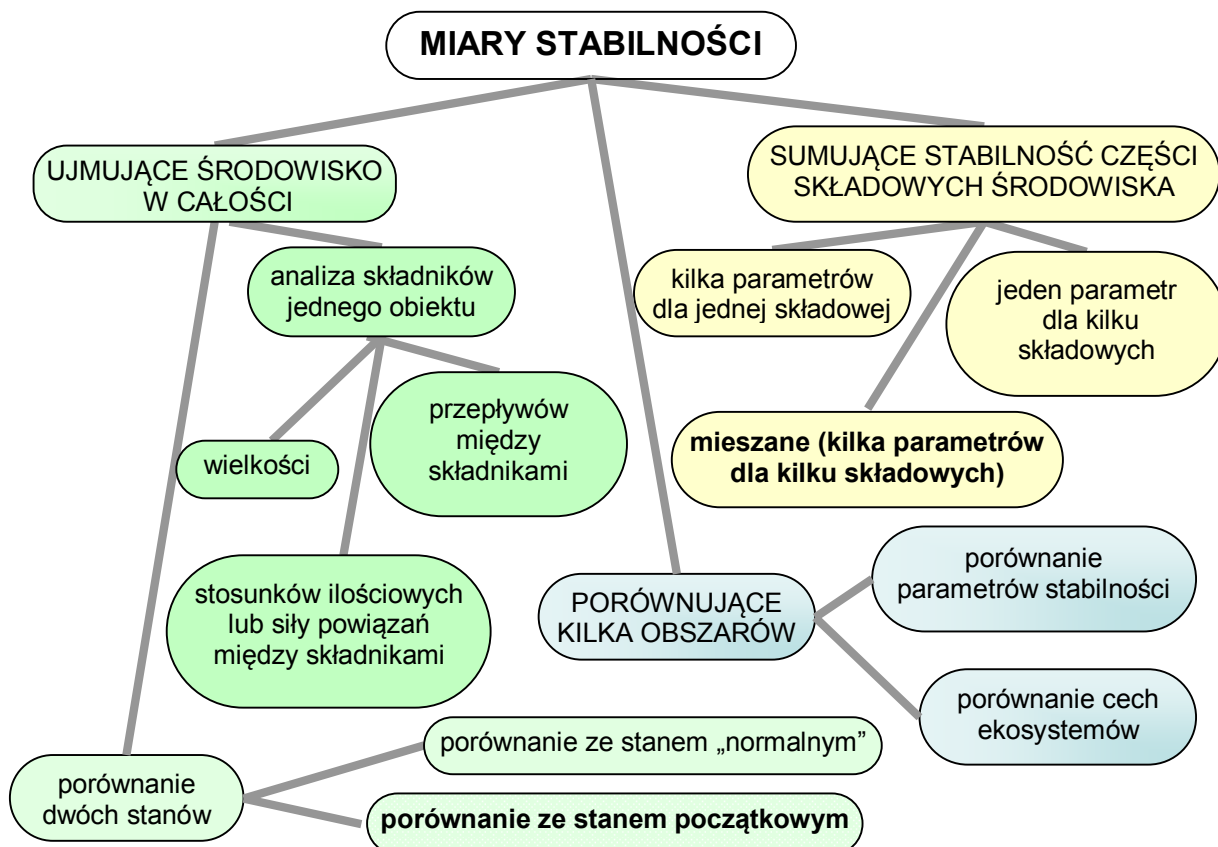 MIARY STABILNOŚCI
UJMUJĄCE ŚRODOWISKO
W CAŁOŚCI
SUMUJĄCE STABILNOŚĆ CZĘŚCI
SKŁADOWYCH ŚRODOWISKA
analiza składników
jednego obiektu
kilka parametrów
dla jednej składowej
jeden parametr
dla kilku
składowych
przepływów
między
składnikami
wielkości
mieszane (kilka parametrów
dla kilku składowych)
stosunków ilościowych
lub siły powiązań
między składnikami
PORÓWNUJĄCE
KILKA OBSZARÓW
porównanie
parametrów stabilności
porównanie cech
ekosystemów
porównanie
dwóch stanów
porównanie ze stanem „normalnym”
porównanie ze stanem początkowym